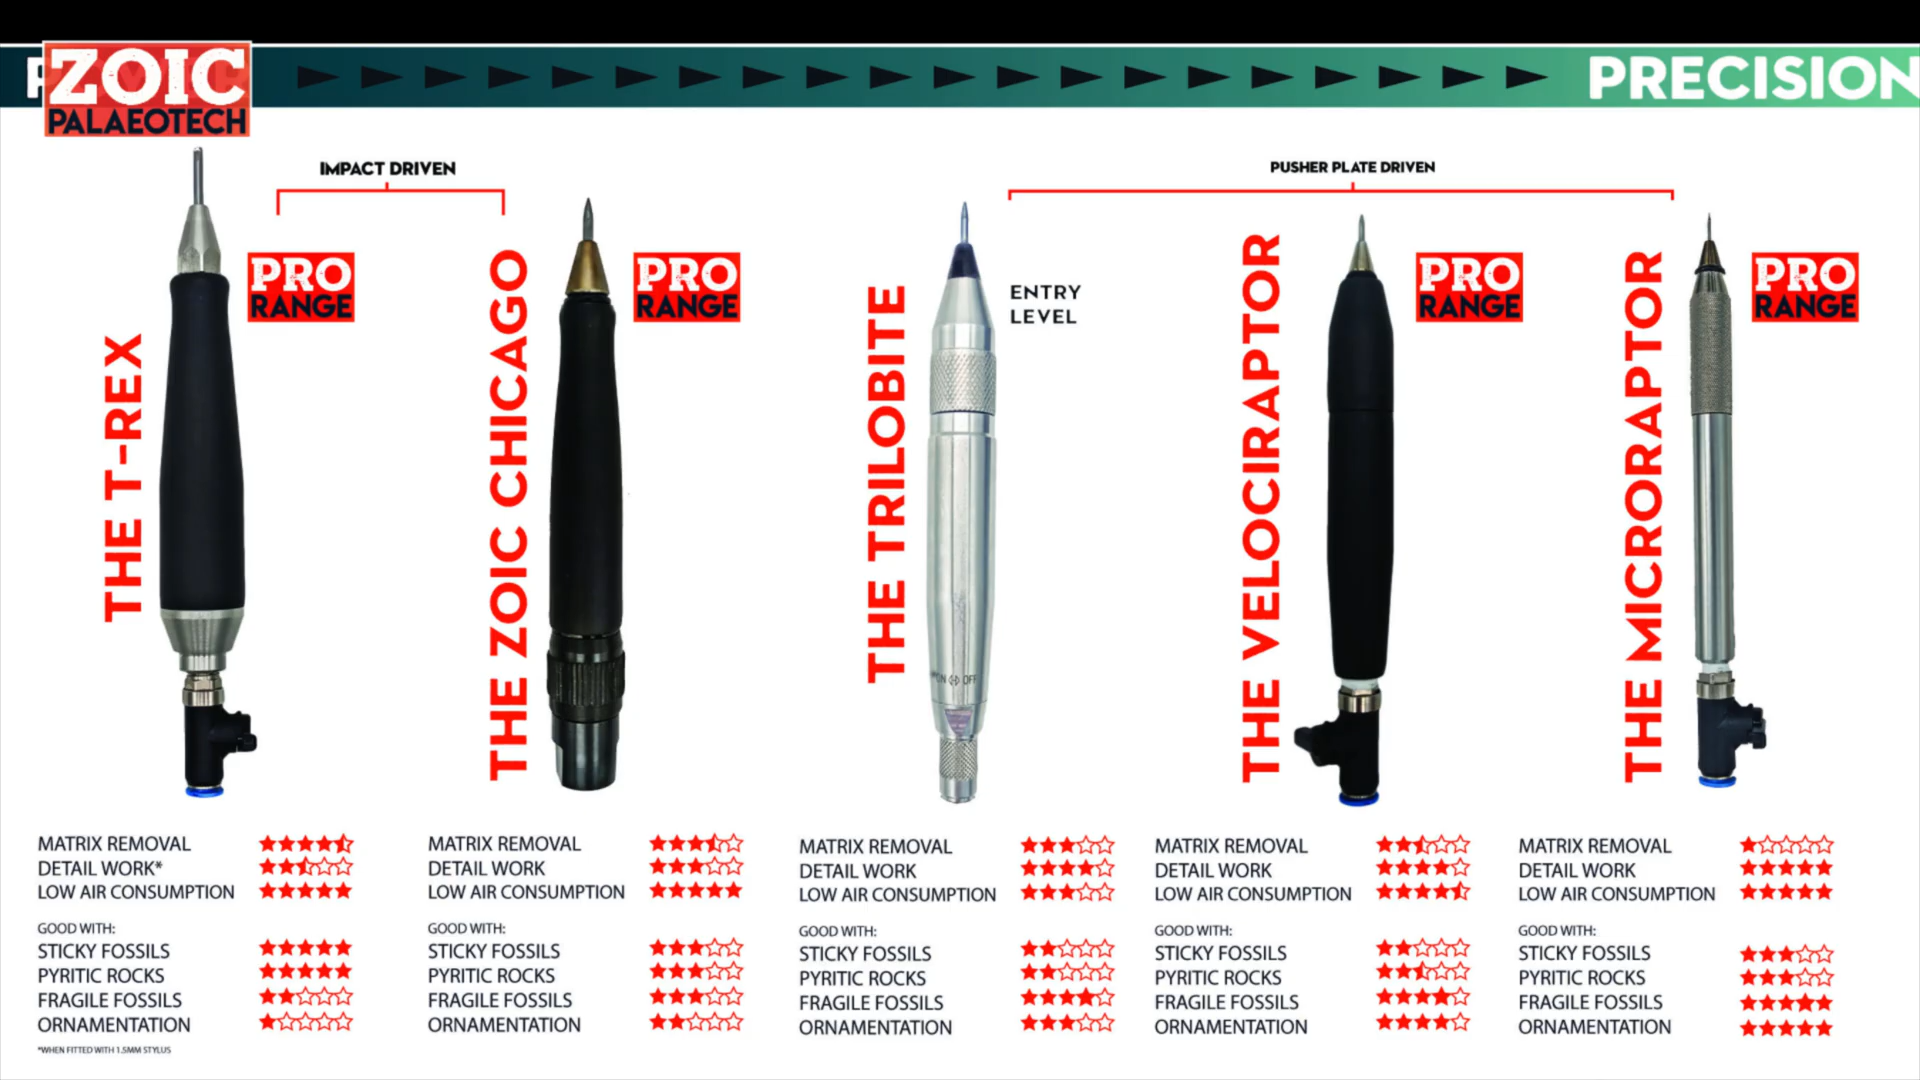 ZOIC
PALAEOTECH
PRECISION
IMPACT DRIVEN
PUSHER PLATE DRIVEN
THE T-REX
PRO
RANGE
THE ZOIC CHICAGO
PRO
RANGE
THE TRILOBITE
ENTRY
LEVEL
ON
OFF
THE VELOCIRAPTOR
PRO
RANGE
THE MICRORAPTOR
PRO
RANGE
MATRIX REMOVAL
DETAIL WORK*
LOW AIR CONSUMPTION
GOOD WITH:
STICKY FOSSILS
PYRITIC ROCKS
FRAGILE FOSSILS
ORNAMENTATION
*WHEN FITTED WITH 1.5MM STYLUS
MATRIX REMOVAL
DETAIL WORK
LOW AIR CONSUMPTION
GOOD WITH:
STICKY FOSSILS
PYRITIC ROCKS
FRAGILE FOSSILS
ORNAMENTATION
MATRIX REMOVAL
DETAIL WORK
LOW AIR CONSUMPTION
GOOD WITH:
STICKY FOSSILS
PYRITIC ROCKS
FRAGILE FOSSILS
ORNAMENTATION
MATRIX REMOVAL
DETAIL WORK
LOW AIR CONSUMPTION
GOOD WITH:
STICKY FOSSILS
PYRITIC ROCKS
FRAGILE FOSSILS
ORNAMENTATION
MATRIX REMOVAL
DETAIL WORK
LOW AIR CONSUMPTION
GOOD WITH:
STICKY FOSSILS
PYRITIC ROCKS
FRAGILE FOSSILS
ORNAMENTATION